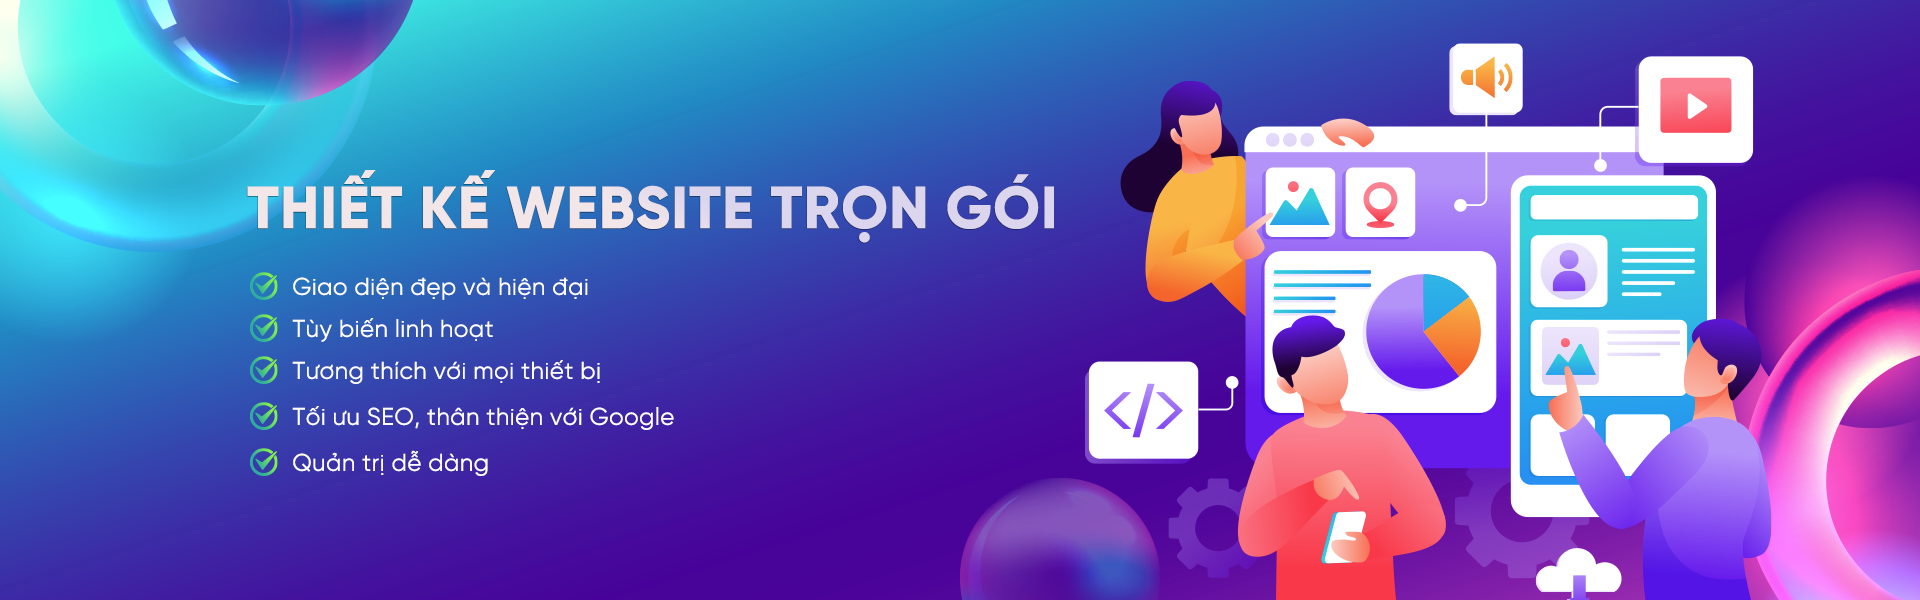 THIẾT KẾ WEBSITE TRỌN GÓI
Giao diện đẹp và hiện đại
Tùy biến linh hoạt
Tương thích với mọi thiết bị
Tối ưu SEO, thân thiện với Google
Quản trị dễ dàng